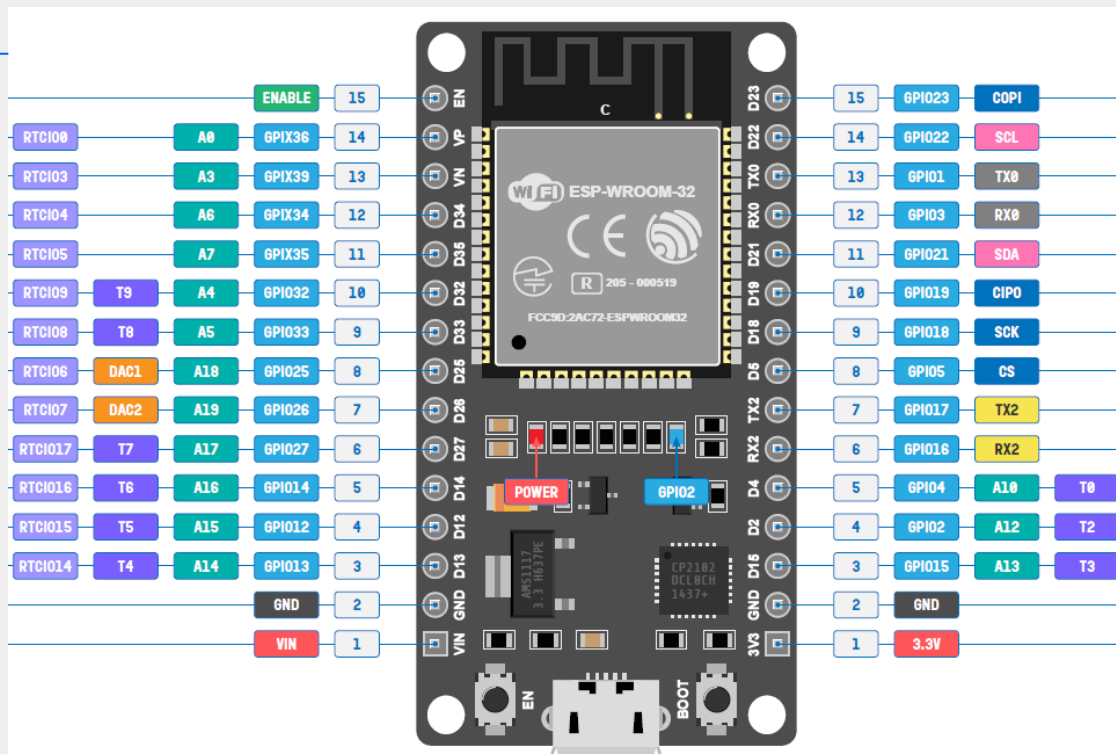 C
ENABLE 15 EN D23 15 GPIO23 COPI
RTCIO0 A0 GPIX36 14 VP D22 14 GPIO22 SCL
RTCIO3 A3 GPIX39 13 VN TX0 13 GPIO1 TX0
WiFi ESP-WROOM-32
RTCIO4 A6 GPIX34 12 D34 RX0 12 GPIO3 RX0
CE
RTCIO5 A7 GPIX35 11 D35 D21 11 GPIO21 SDA
R 205 - 000519
RTCIO9 T9 A4 GPIO32 10 D32 D19 10 GPIO19 CIPO
FCC9D:2AC72-ESPWROOM32
RTCIO8 T8 A5 GPIO33 9 D33 D18 9 GPIO18 SCK
RTCIO6 DAC1 A18 GPIO25 8 D25 D5 8 GPIO5 CS
RTCIO7 DAC2 A19 GPIO26 7 D26 TX2 7 GPIO17 TX2
RTCIO17 T7 A17 GPIO27 6 D27 RX2 6 GPIO16 RX2
RTCIO16 T6 A16 GPIO14 5 D14 POWER GPIO2 D4 5 GPIO4 A10 T0
RTCIO15 T5 A15 GPIO12 4 D12 D2 4 GPIO2 A12 T2
RTCIO14 T4 A14 GPIO13 3 D13 D15 3 GPIO15 A13 T3
AMS1117
3.3 H637PE
CP2102
DCL0CH
1437+
GND 2 GND GND 2 GND
VIN 1 VIN 3V3 1 3.3V
EN BOOT